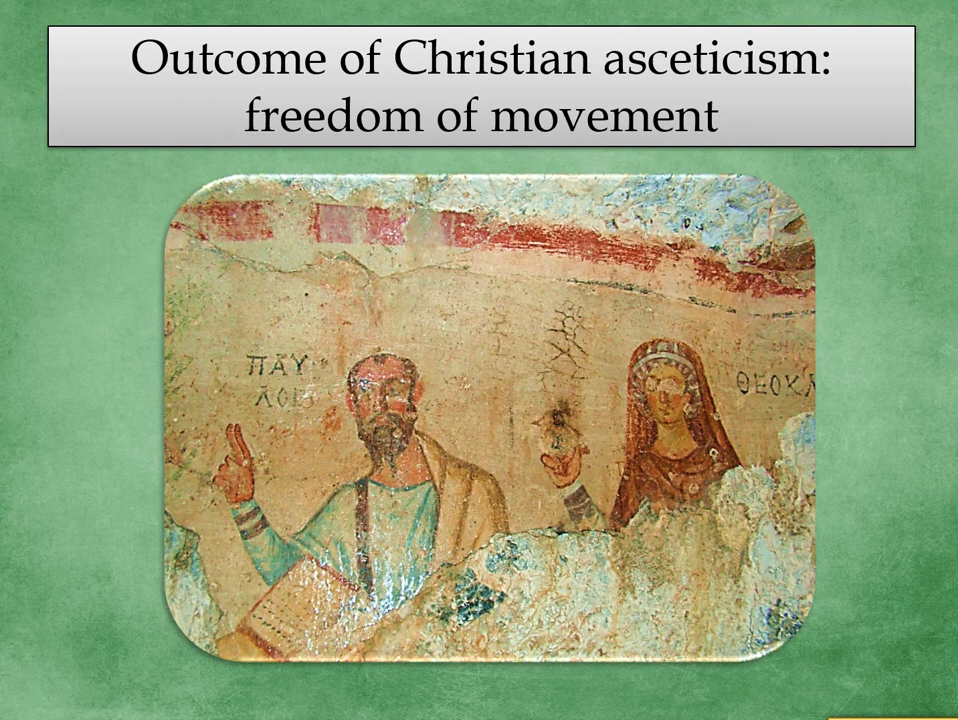 Outcome of Christian asceticism:
freedom of movement
ΠΑΥ
ΛΟΣ
ΘΕΟΚΛ